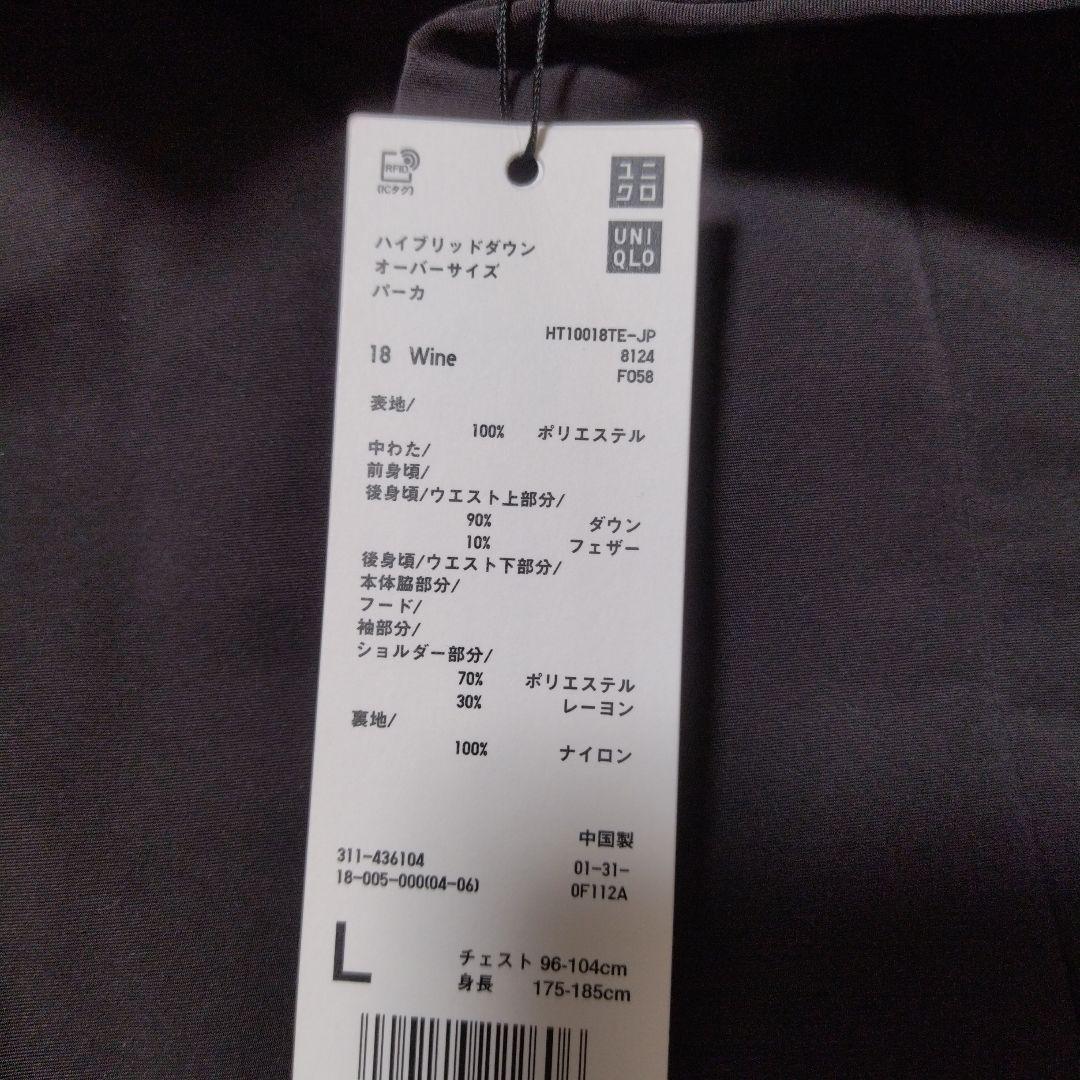 RFID
(ICタグ)
ユニ
クロ
UNI
QLO
ハイブリッドダウン
オーバーサイズ
パーカ
HT10018TE-JP
18 Wine
8124
F058
表地/
100% ポリエステル
中わた/
前身頃/
後身頃/ウエスト上部分/
90% ダウン
10% フェザー
後身頃/ウエスト下部分/
本体脇部分/
フード/
袖部分/
ショルダー部分/
70% ポリエステル
30% レーヨン
裏地/
100% ナイロン
中国製
311-436104
01-31-
18-005-000(04-06)
0F112A
L
チェスト 96-104cm
身長 175-185cm